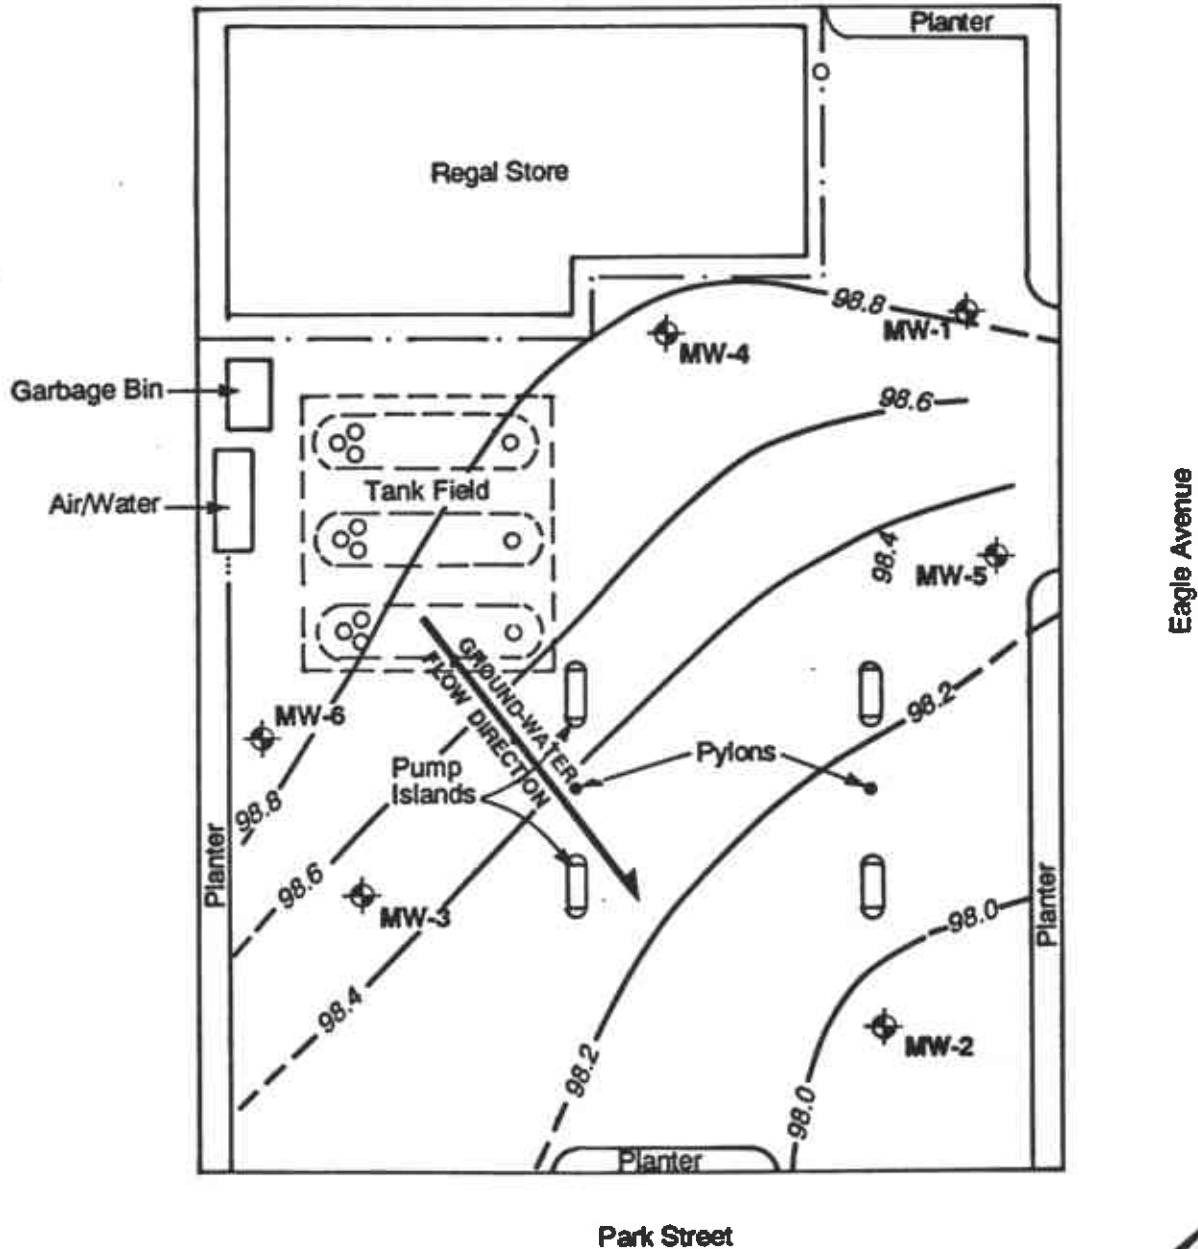 Planter
Regal Store
98.8
MW-1
MW-4
Garbage Bin
98.6
Tank Field
Air/Water
98.4
MW-5
Eagle Avenue
GROUND-WATER
FLOW DIRECTION
98.2
MW-6
Pylons
Pump
Islands
98.8
Planter
98.6
MW-3
Planter
98.0
98.4
MW-2
98.2
98.0
Planter
Park Street